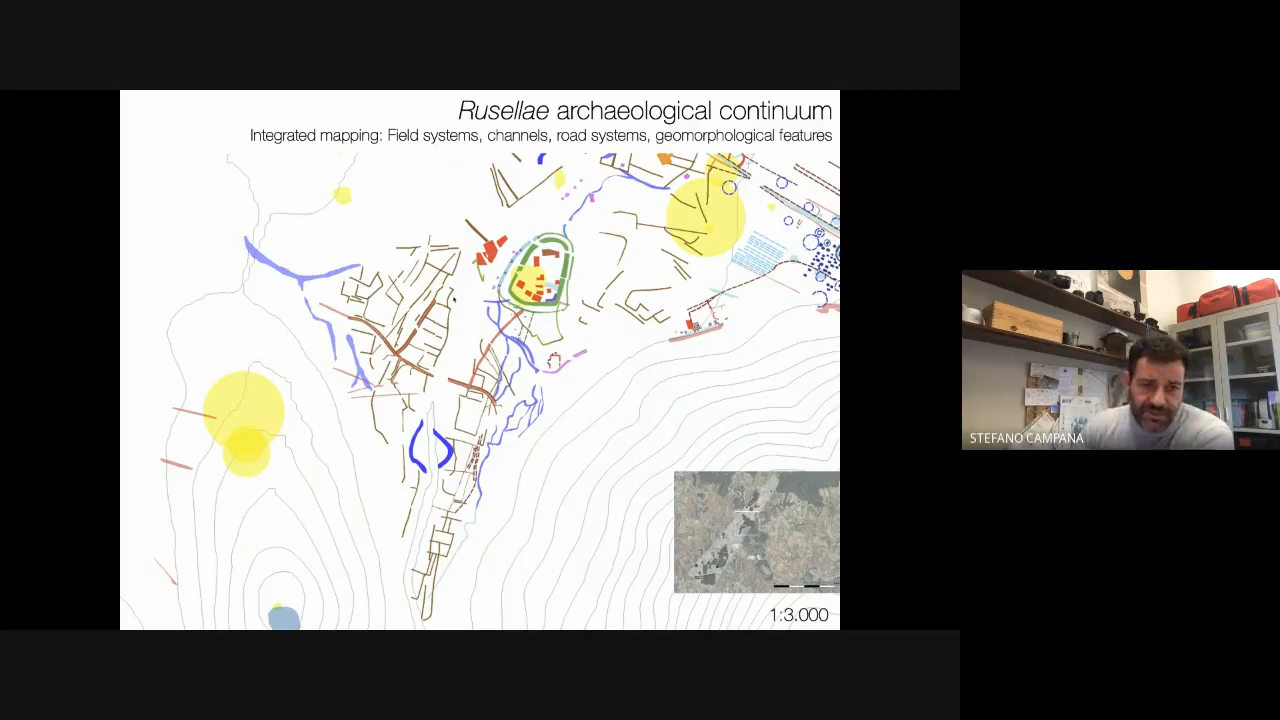 Rusellae archaeological continuum
Integrated mapping: Field systems, channels, road systems, geomorphological features
STEFANO CAMPANA
1:3.000